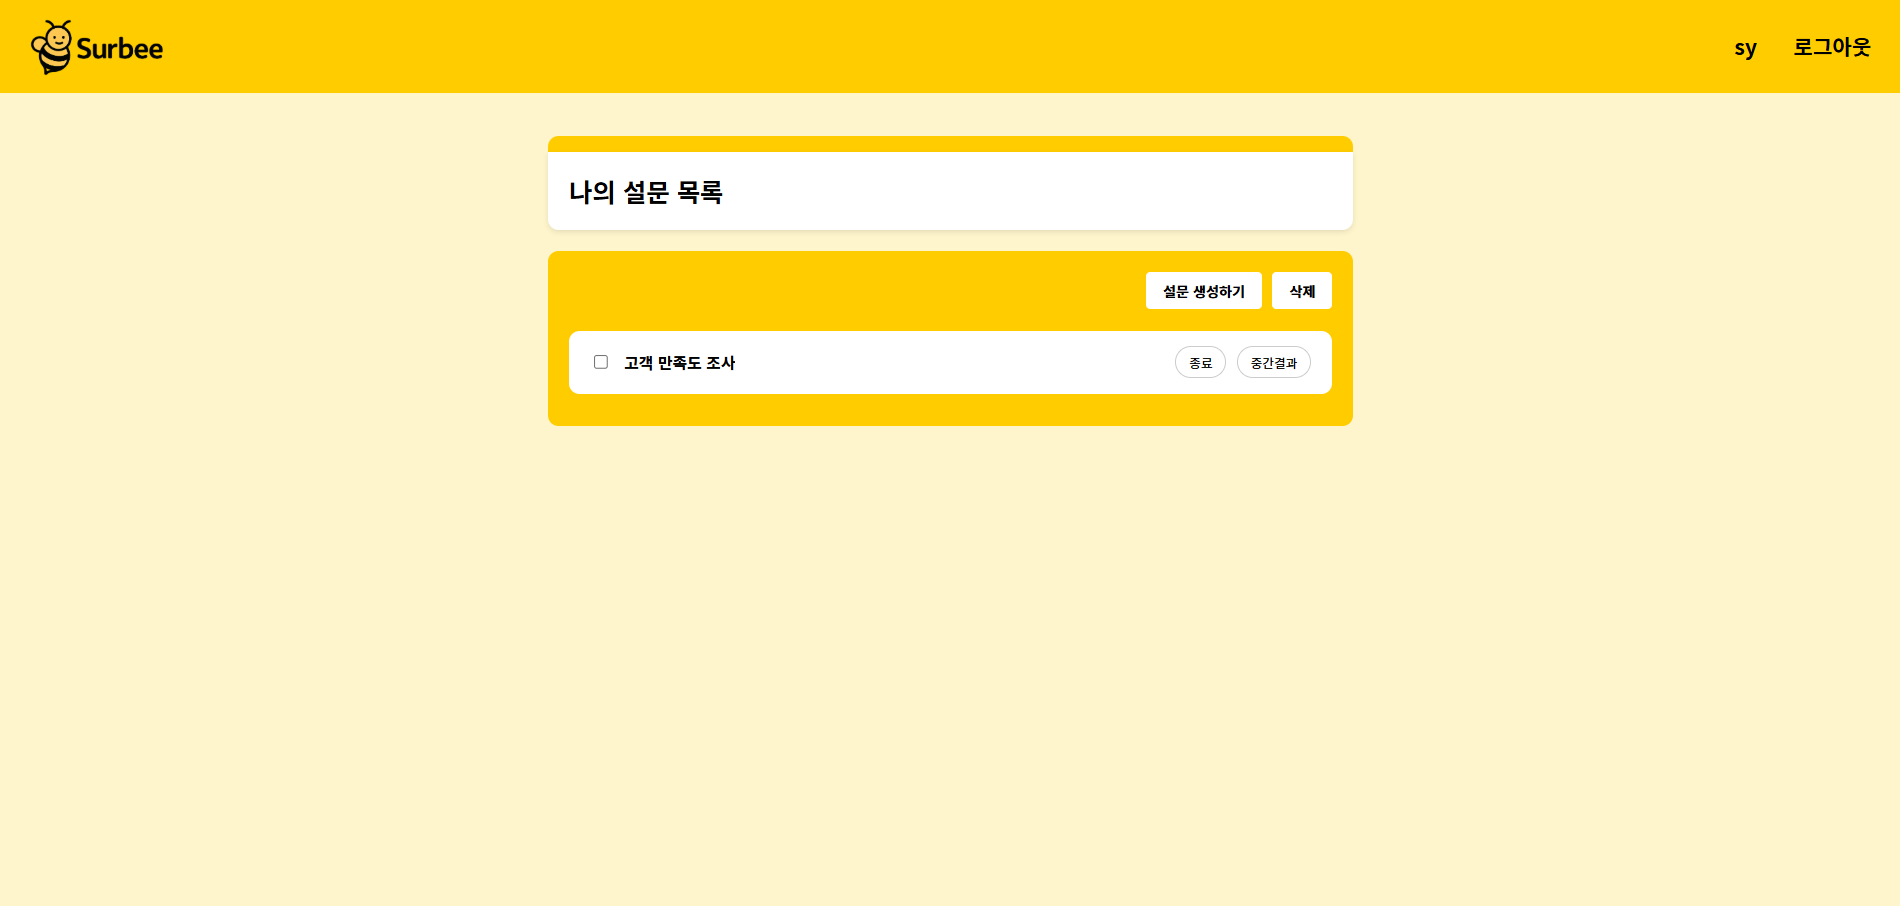 Surbee
sy 로그아웃
나의 설문 목록
설문 생성하기 삭제
고객 만족도 조사 종료 중간결과